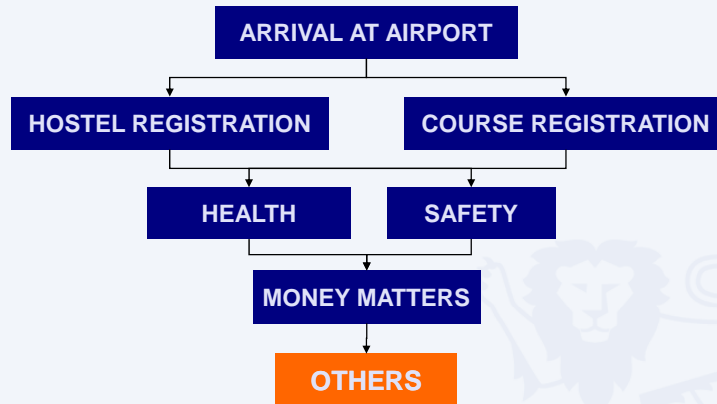 ARRIVAL AT AIRPORT
HOSTEL REGISTRATION
COURSE REGISTRATION
HEALTH
SAFETY
MONEY MATTERS
OTHERS